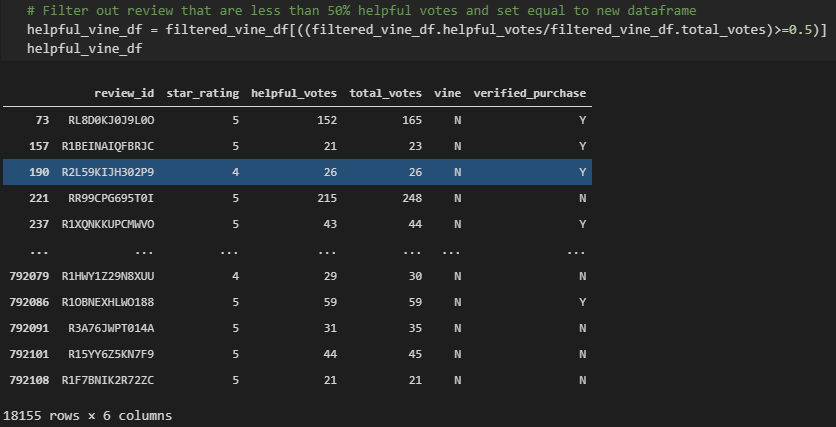 # Filter out review that are less than 50% helpful votes and set equal to new dataframe
helpful_vine_df = filtered_vine_df[((filtered_vine_df.helpful_votes/filtered_vine_df.total_votes)>=0.5)]
helpful_vine_df
review_id star_rating helpful_votes total_votes vine verified_purchase
73 RL8D0KJ0J9L0O 5 152 165 N Y
157 R1BEINAIQFBRJC 5 21 23 N Y
190 R2L59KIJH302P9 4 26 26 N Y
221 RR99CPG695T0I 5 215 248 N N
237 R1XQNKKUPCMWVO 5 43 44 N Y
... ... ... ... ... ... ...
792079 R1HWY1Z29N8XUU 4 29 30 N N
792086 R1OBNEXHLWO188 5 59 59 N Y
792091 R3A76JWPT014A 5 31 35 N N
792101 R15YY6Z5KN7F9 5 44 45 N N
792108 R1F7BNIK2R72ZC 5 21 21 N N
18155 rows × 6 columns